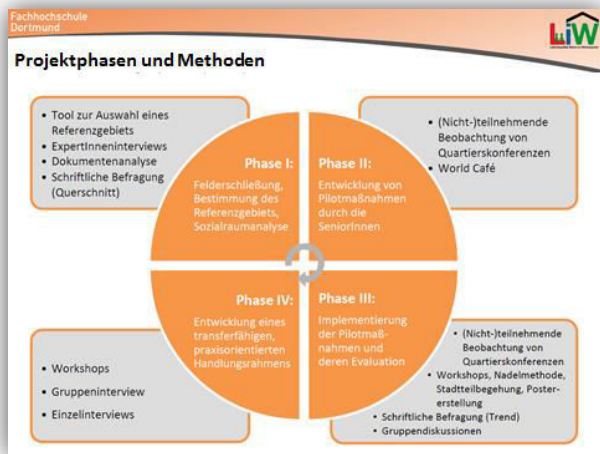 Fachhochschule
Dortmund
LiW
Projektphasen und Methoden
• Tool zur Auswahl eines
Referenzgebiets
• ExpertInneninterviews
• Dokumentenanalyse
• Schriftliche Befragung
(Querschnitt)
Phase I:
Felderschließung,
Bestimmung des
Referenzgebiets,
Sozialraumanalyse
Phase II:
Entwicklung von
Pilotmaßnahmen
durch die
SeniorInnen
• (Nicht-)teilnehmende
Beobachtung von
Quartierskonferenzen
• World Café
• Workshops
• Gruppeninterview
• Einzelinterviews
Phase IV:
Entwicklung eines
transferfähigen,
praxisorientierten
Handlungsrahmens
Phase III:
Implementierung
der Pilotmaß-
nahmen und
deren Evaluation
• (Nicht-)teilnehmende
Beobachtung von
Quartierskonferenzen
• Workshops, Nadelmethode,
Stadtteilbegehung, Poster-
erstellung
• Schriftliche Befragung (Trend)
• Gruppendiskussionen